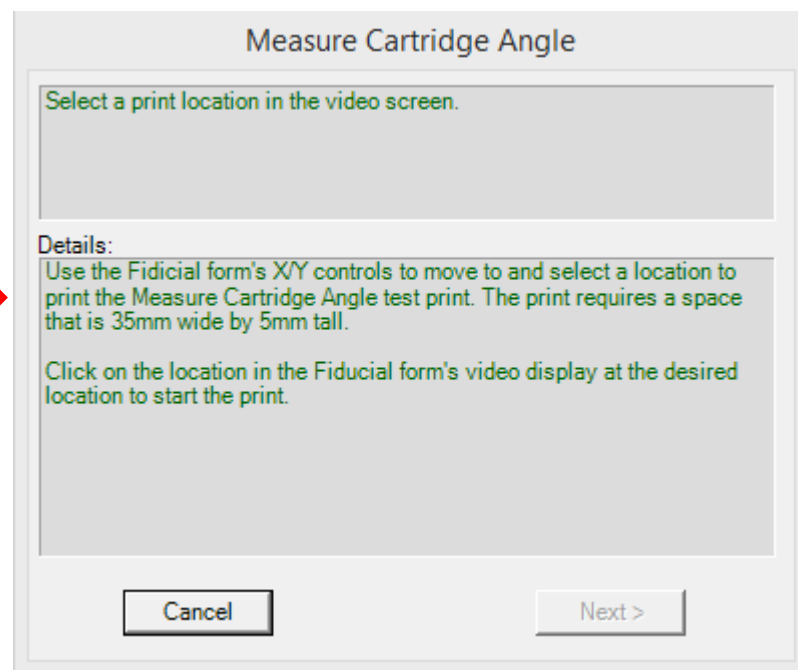 Measure Cartridge Angle
Select a print location in the video screen.
Details:
Use the Fidicial form's X/Y controls to move to and select a location to
print the Measure Cartridge Angle test print. The print requires a space
that is 35mm wide by 5mm tall.
Click on the location in the Fiducial form's video display at the desired
location to start the print.
Cancel
Next >